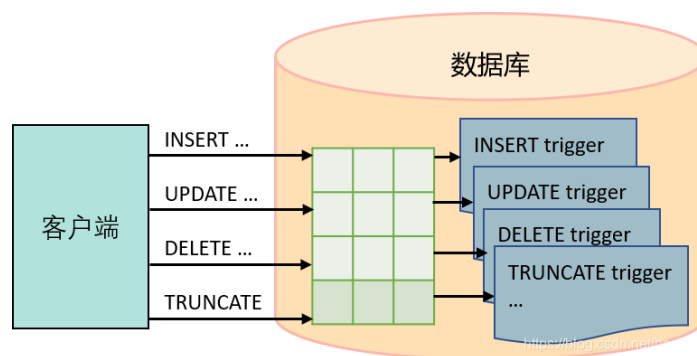 数据库
客户端
INSERT ...
UPDATE ...
DELETE ...
TRUNCATE
INSERT trigger
UPDATE trigger
DELETE trigger
TRUNCATE trigger
...